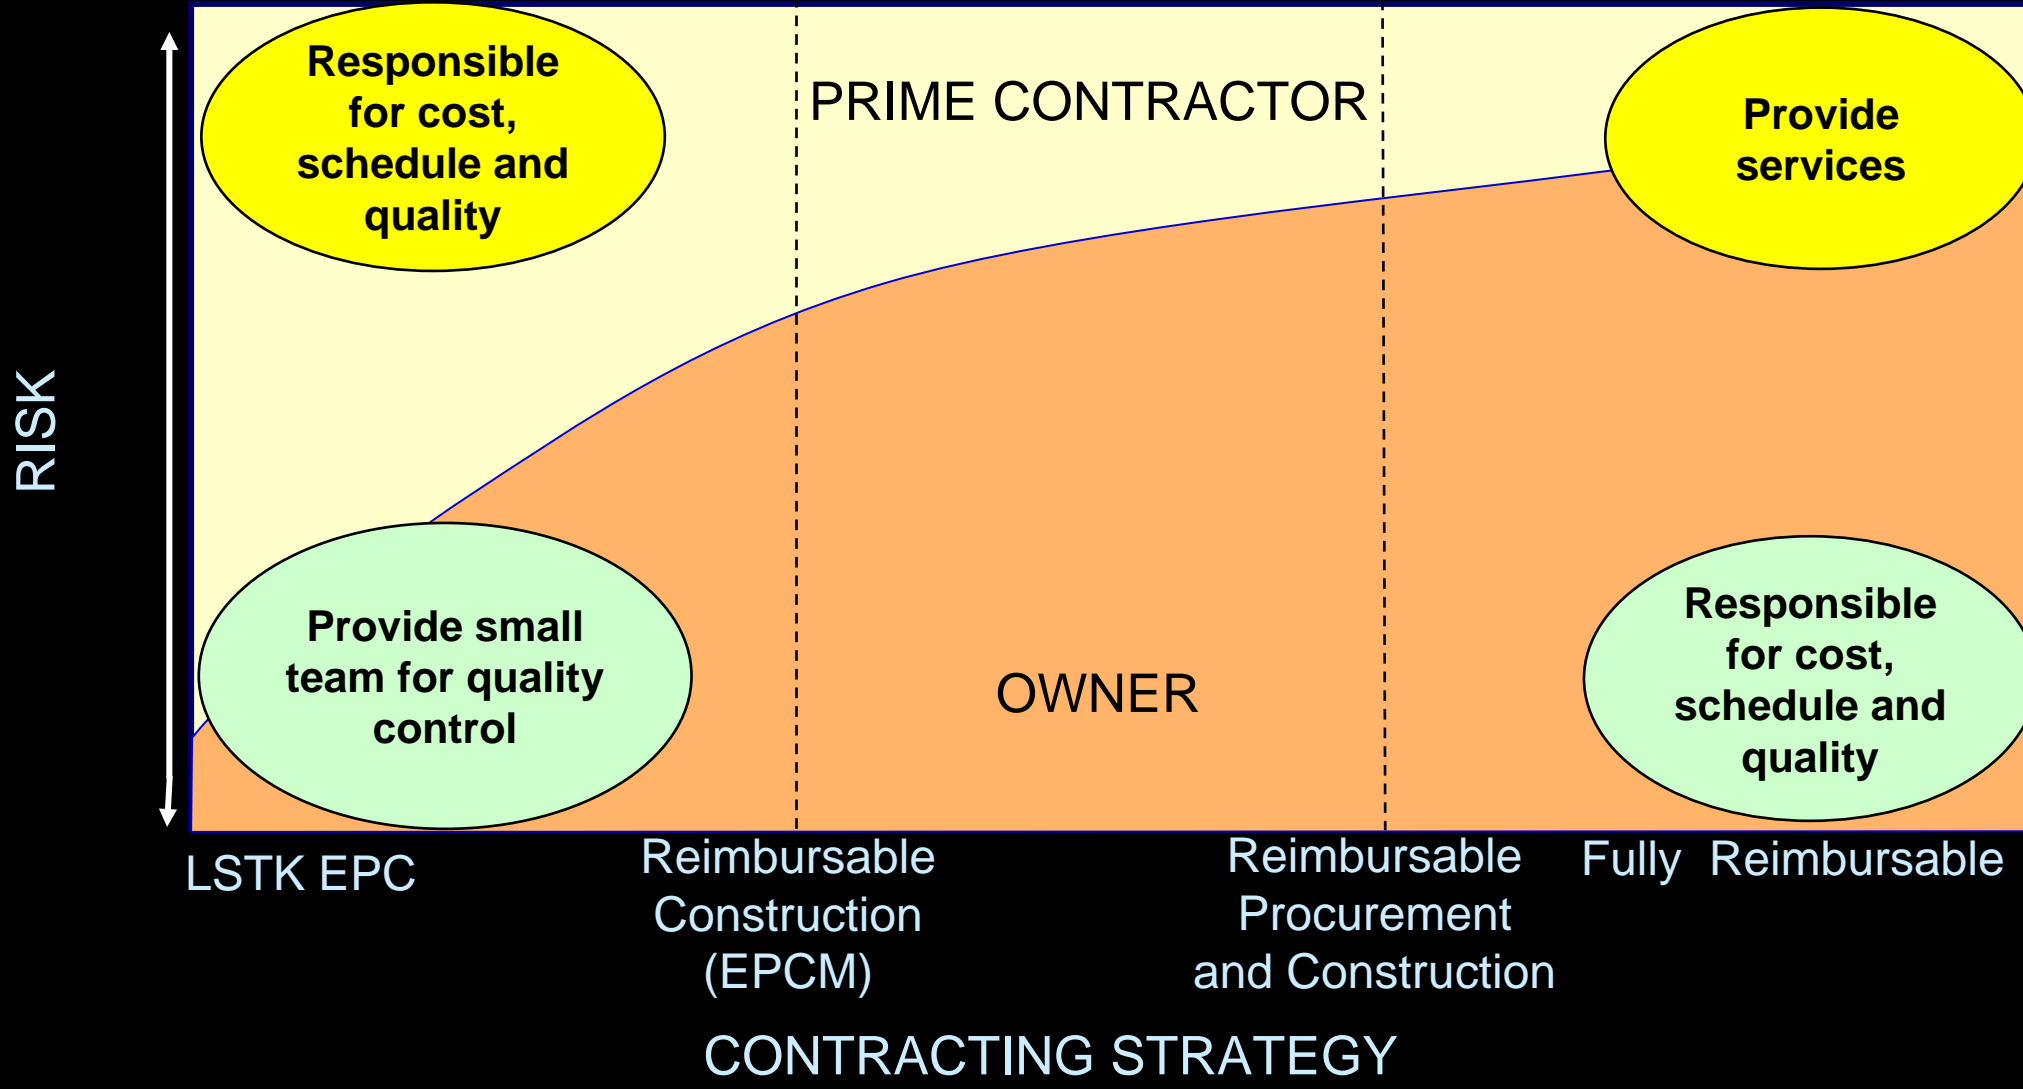 Responsible
for cost,
schedule and
quality
PRIME CONTRACTOR
Provide
services
RISK
Provide small
team for quality
control
OWNER
Responsible
for cost,
schedule and
quality
LSTK EPC
Reimbursable
Construction
(EPCM)
Reimbursable
Procurement
and Construction
Fully Reimbursable
CONTRACTING STRATEGY